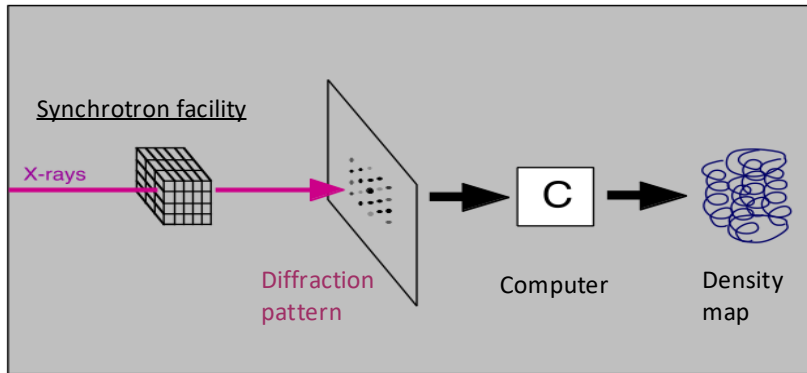 Synchrotron facility
X-rays
C
Diffraction
pattern
Computer
Density
map